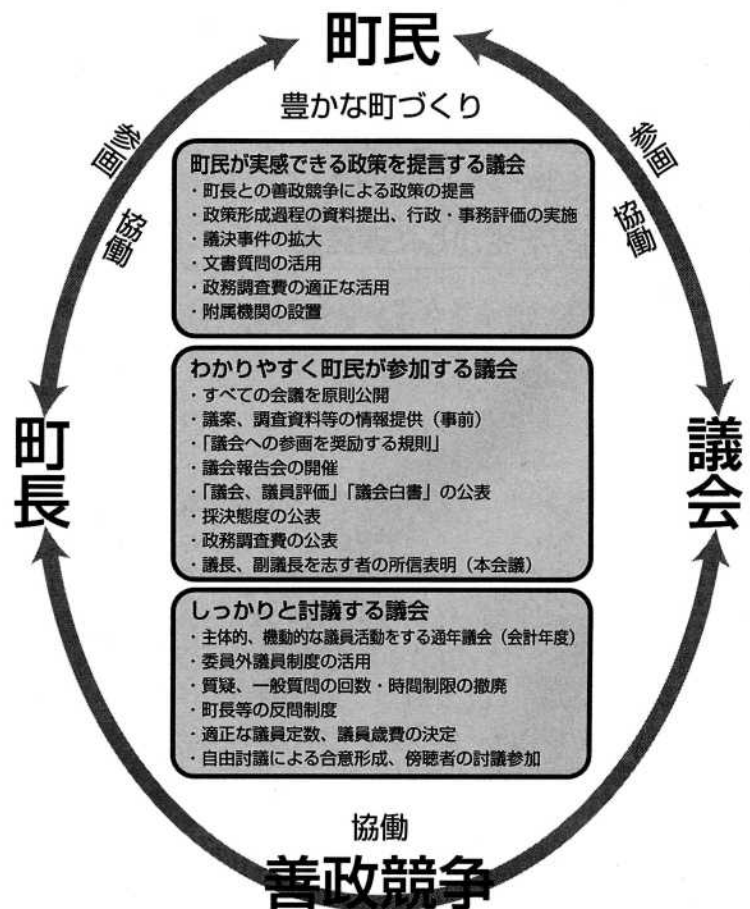 町民
豊かな町づくり
参画
協働
参画
協働
町民が実感できる政策を提言する議会
・町長との善政競争による政策の提言
・政策形成過程の資料提出、行政・事務評価の実施
・議決事件の拡大
・文書質問の活用
・政務調査費の適正な活用
・附属機関の設置
わかりやすく町民が参加する議会
・すべての会議を原則公開
・議案、調査資料等の情報提供（事前）
・「議会への参画を奨励する規則」
・議会報告会の開催
・「議会、議員評価」「議会白書」の公表
・採決態度の公表
・政務調査費の公表
・議長、副議長を志す者の所信表明（本会議）
町長
議会
しっかりと討議する議会
・主体的、機動的な議員活動をする通年議会（会計年度）
・委員外議員制度の活用
・質疑、一般質問の回数・時間制限の撤廃
・町長等の反問制度
・適正な議員定数、議員歳費の決定
・自由討議による合意形成、傍聴者の討議参加
協働
善政競争